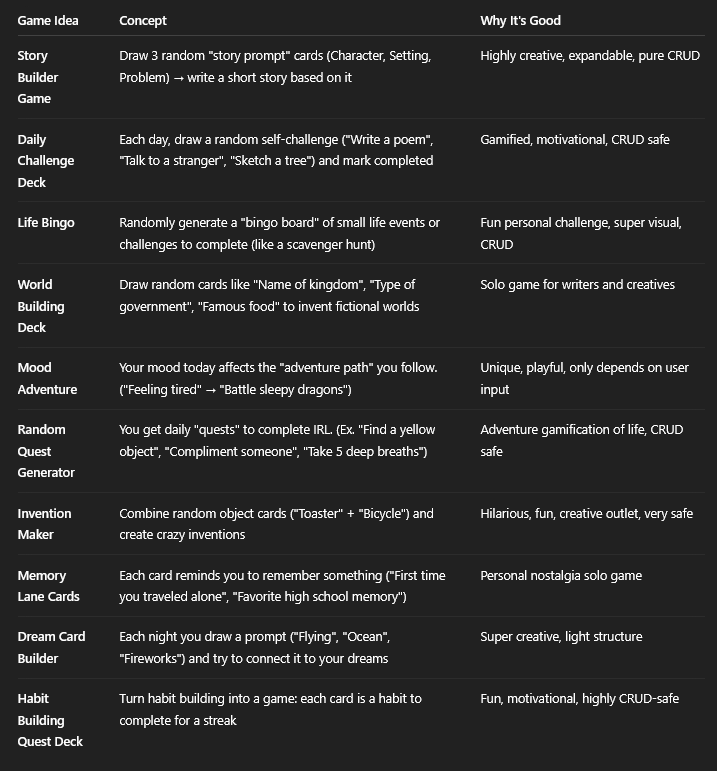 Game Idea Concept Why It's Good
Story Draw 3 random "story prompt" cards (Character, Setting, Highly creative, expandable, pure CRUD
Builder Problem) → write a short story based on it
Game
Daily Each day, draw a random self-challenge ("Write a poem", Gamified, motivational, CRUD safe
Challenge "Talk to a stranger", "Sketch a tree") and mark completed
Deck
Life Bingo Randomly generate a "bingo board" of small life events or Fun personal challenge, super visual,
challenges to complete (like a scavenger hunt) CRUD
World Draw random cards like "Name of kingdom", "Type of Solo game for writers and creatives
Building government", "Famous food" to invent fictional worlds
Deck
Mood Your mood today affects the "adventure path" you follow. Unique, playful, only depends on user
Adventure ("Feeling tired" → "Battle sleepy dragons") input
Random You get daily "quests" to complete IRL. (Ex. "Find a yellow Adventure gamification of life, CRUD
Quest object", "Compliment someone", "Take 5 deep breaths") safe
Generator
Invention Combine random object cards ("Toaster" + "Bicycle") and Hilarious, fun, creative outlet, very safe
Maker create crazy inventions
Memory Each card reminds you to remember something ("First time Personal nostalgia solo game
Lane Cards you traveled alone", "Favorite high school memory")
Dream Card Each night you draw a prompt ("Flying", "Ocean", Super creative, light structure
Builder "Fireworks") and try to connect it to your dreams
Habit Turn habit building into a game: each card is a habit to Fun, motivational, highly CRUD-safe
Building complete for a streak
Quest Deck